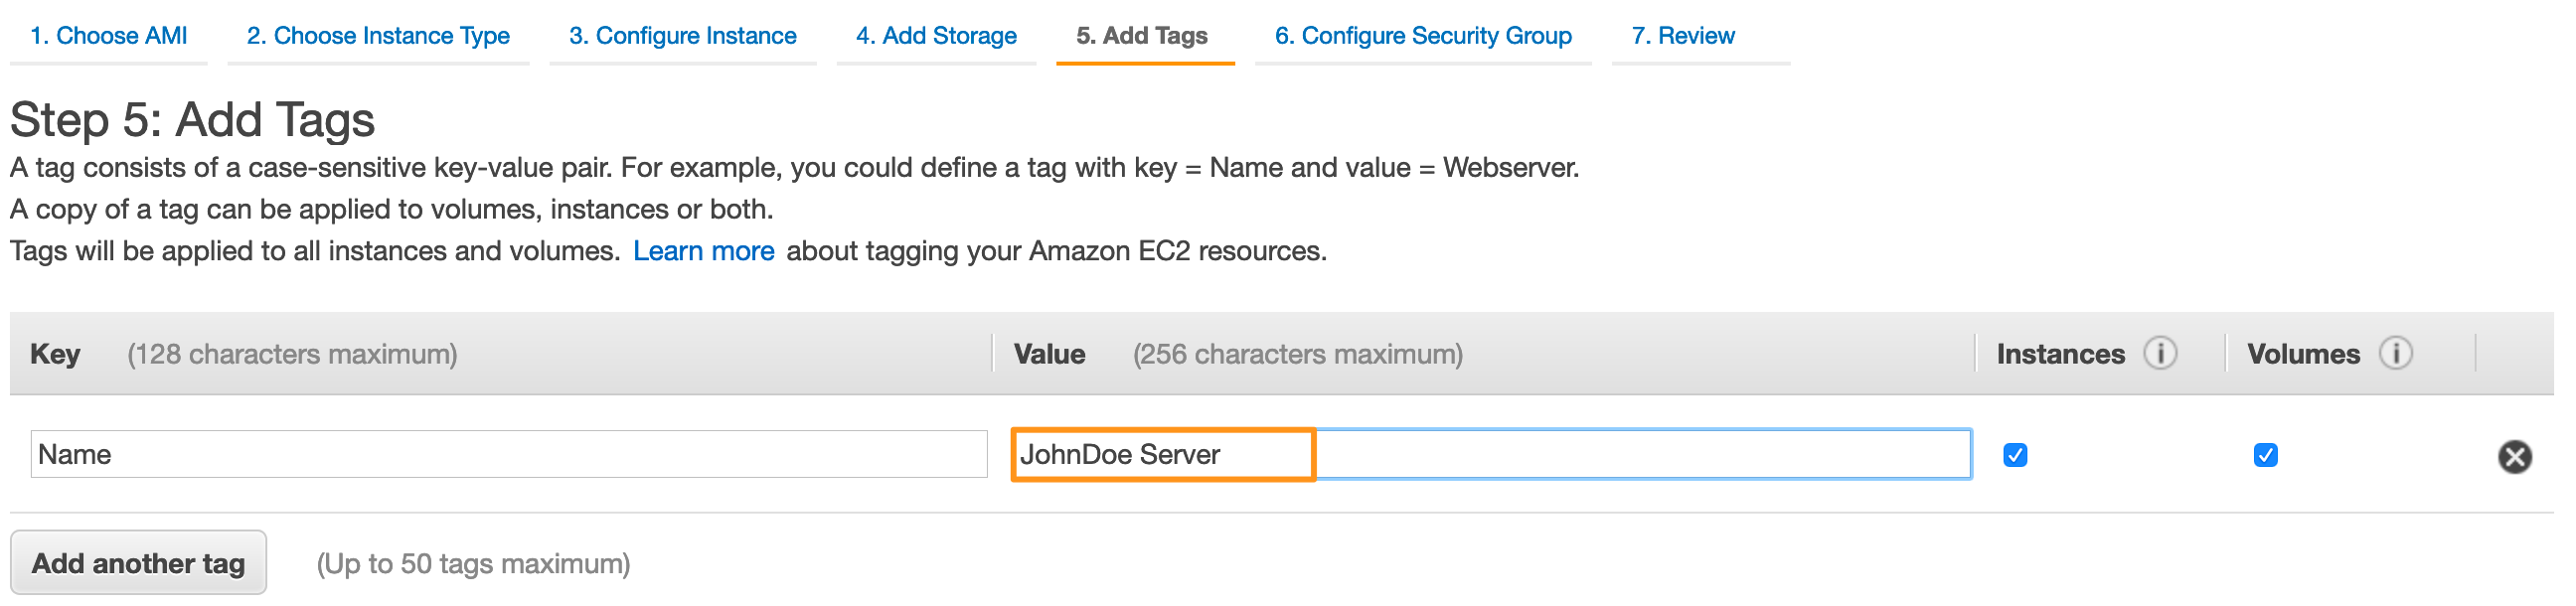 1. Choose AMI 2. Choose Instance Type 3. Configure Instance 4. Add Storage 5. Add Tags 6. Configure Security Group 7. Review
Step 5: Add Tags
A tag consists of a case-sensitive key-value pair. For example, you could define a tag with key = Name and value = Webserver.
A copy of a tag can be applied to volumes, instances or both.
Tags will be applied to all instances and volumes. Learn more about tagging your Amazon EC2 resources.
Key (128 characters maximum) Value (256 characters maximum) Instances i Volumes i
Name JohnDoe Server
Add another tag (Up to 50 tags maximum)